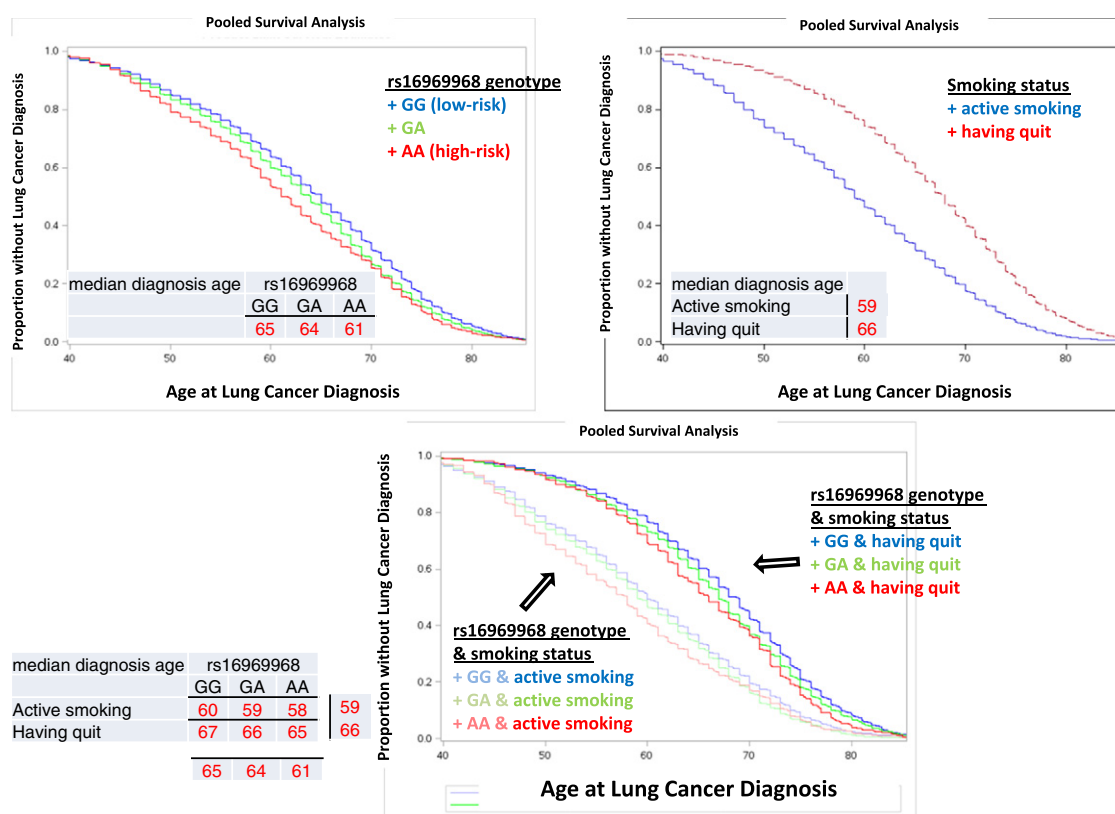 Pooled Survival Analysis
Proportion without Lung Cancer Diagnosis
1.0
0.8
0.6
0.4
0.2
0.0
rs16969968 genotype
+ GG (low-risk)
+ GA
+ AA (high-risk)
median diagnosis age rs16969968
GG GA AA
65 64 61
40 50 60 70 80
Age at Lung Cancer Diagnosis
Pooled Survival Analysis
Proportion without Lung Cancer Diagnosis
1.0
0.8
0.6
0.4
0.2
0.0
Smoking status
+ active smoking
+ having quit
median diagnosis age
Active smoking 59
Having quit 66
40 50 60 70 80
Age at Lung Cancer Diagnosis
Pooled Survival Analysis
Proportion without Lung Cancer Diagnosis
1.0
0.8
0.6
0.4
0.2
0.0
rs16969968 genotype
& smoking status
+ GG & having quit
+ GA & having quit
+ AA & having quit
rs16969968 genotype
& smoking status
+ GG & active smoking
+ GA & active smoking
+ AA & active smoking
40 50 60 70 80
Age at Lung Cancer Diagnosis
median diagnosis age rs16969968
GG GA AA
Active smoking 60 59 58 59
Having quit 67 66 65 66
65 64 61